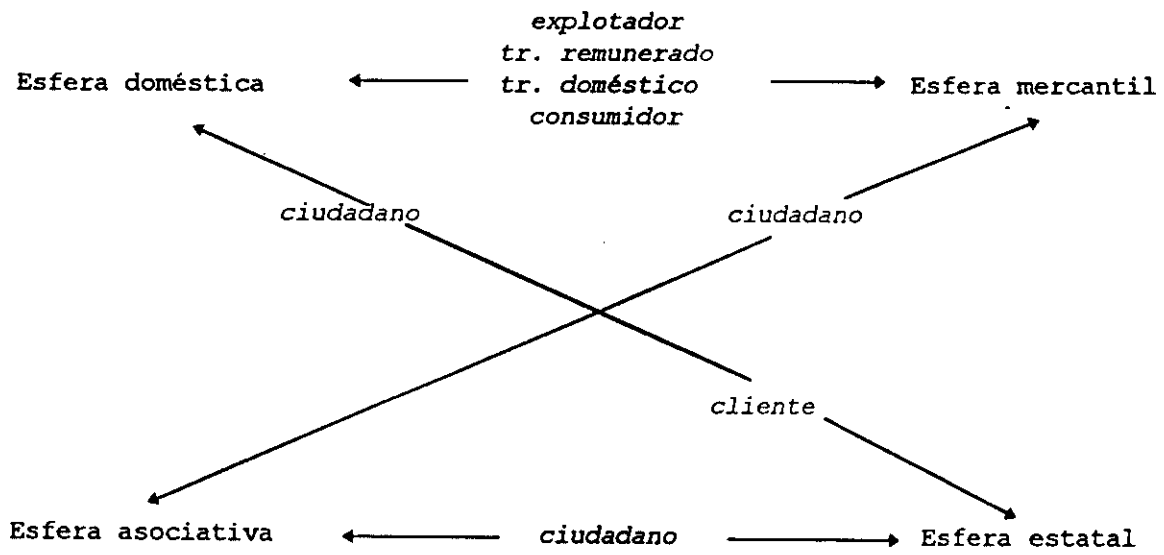 explotador
tr. remunerado
Esfera doméstica
tr. doméstico
Esfera mercantil
consumidor
ciudadano
ciudadano
cliente
Esfera asociativa
ciudadano
Esfera estatal